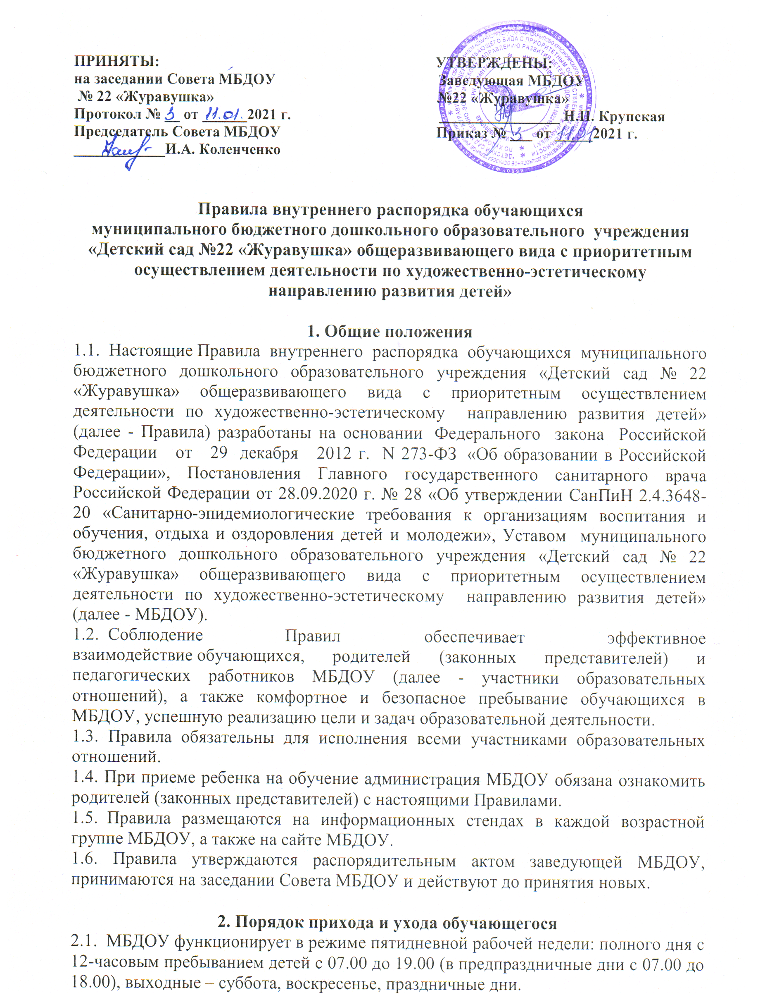 ПРИНЯТЫ:
на заседании Совета МБДОУ
№ 22 «Журавушка»
Протокол № 3 от 11.01.2021 г.
Председатель Совета МБДОУ
____________И.А. Коленченко
УТВЕРЖДЕНЫ:
Заведующая МБДОУ
№22 «Журавушка»
________________ Н.П. Крупская
Приказ № 3 от 11.01 2021 г.
Правила внутреннего распорядка обучающихся
муниципального бюджетного дошкольного образовательного учреждения
«Детский сад №22 «Журавушка» общеразвивающего вида с приоритетным
осуществлением деятельности по художественно-эстетическому
направлению развития детей»
1. Общие положения
1.1. Настоящие Правила внутреннего распорядка обучающихся муниципального
бюджетного дошкольного образовательного учреждения «Детский сад № 22
«Журавушка» общеразвивающего вида с приоритетным осуществлением
деятельности по художественно-эстетическому направлению развития детей»
(далее - Правила) разработаны на основании Федерального закона Российской
Федерации от 29 декабря 2012 г. N 273-ФЗ «Об образовании в Российской
Федерации», Постановления Главного государственного санитарного врача
Российской Федерации от 28.09.2020 г. № 28 «Об утверждении СанПиН 2.4.3648-
20 «Санитарно-эпидемиологические требования к организациям воспитания и
обучения, отдыха и оздоровления детей и молодежи», Уставом муниципального
бюджетного дошкольного образовательного учреждения «Детский сад № 22
«Журавушка» общеразвивающего вида с приоритетным осуществлением
деятельности по художественно-эстетическому направлению развития детей»
(далее - МБДОУ).
1.2. Соблюдение Правил обеспечивает эффективное
взаимодействие обучающихся, родителей (законных представителей) и
педагогических работников МБДОУ (далее - участники образовательных
отношений), а также комфортное и безопасное пребывание обучающихся в
МБДОУ, успешную реализацию цели и задач образовательной деятельности.
1.3. Правила обязательны для исполнения всеми участниками образовательных
отношений.
1.4. При приеме ребенка на обучение администрация МБДОУ обязана ознакомить
родителей (законных представителей) с настоящими Правилами.
1.5. Правила размещаются на информационных стендах в каждой возрастной
группе МБДОУ, а также на сайте МБДОУ.
1.6. Правила утверждаются распорядительным актом заведующей МБДОУ,
принимаются на заседании Совета МБДОУ и действуют до принятия новых.
2. Порядок прихода и ухода обучающегося
2.1. МБДОУ функционирует в режиме пятидневной рабочей недели: полного дня с
12-часовым пребыванием детей с 07.00 до 19.00 (в предпраздничные дни с 07.00 до
18.00), выходные – суббота, воскресенье, праздничные дни.